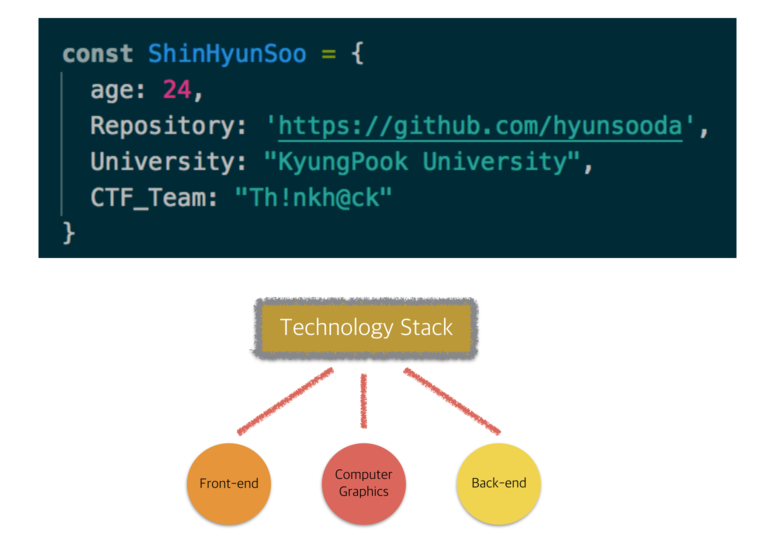 const ShinHyunSoo = {
age: 24,
Repository: 'https://github.com/hyunsooda',
University: "KyungPook University",
CTF_Team: "Th!nkh@ck"
}
Technology Stack
Front-end
Computer
Graphics
Back-end